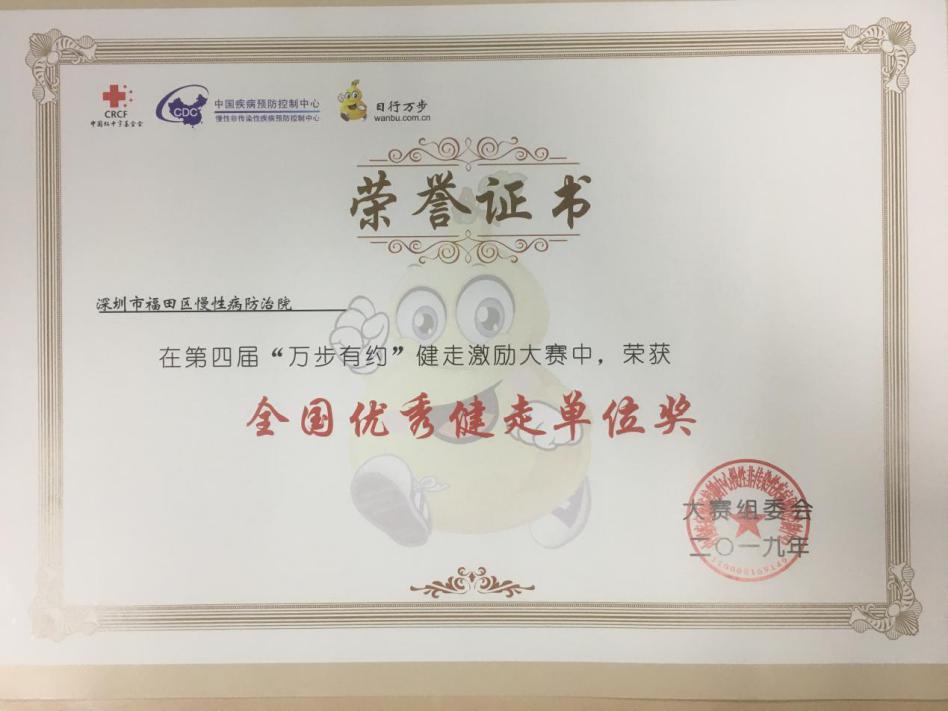 CRCF
中国红十字基金会
CDC
中国疾病预防控制中心
慢性非传染性疾病预防控制中心
日行万步
wanbu.com.cn
荣誉证书
深圳市福田区慢性病防治院
在第四届“万步有约”健走激励大赛中，荣获
全国优秀健走单位奖
大赛组委会
二〇一九年